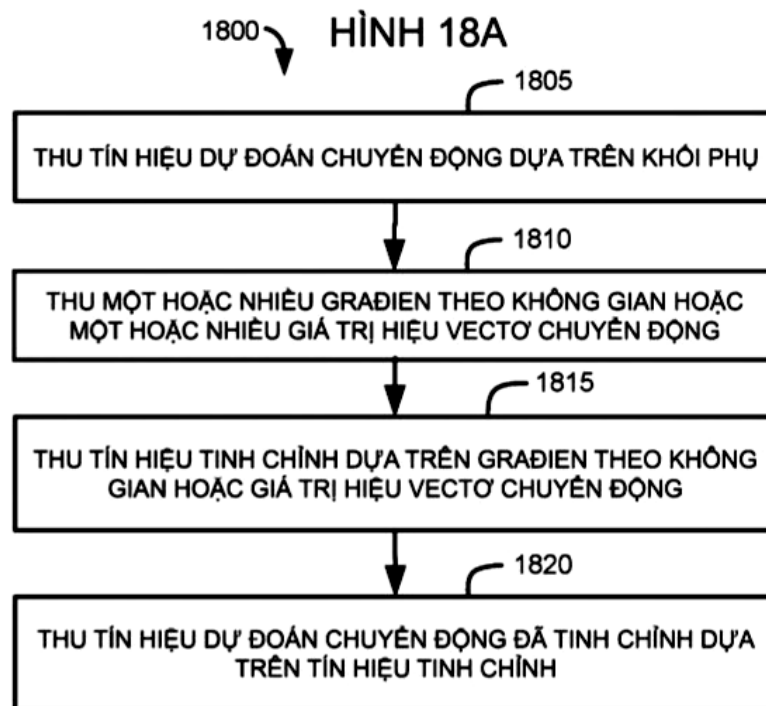 1800
HÌNH 18A
1805
THU TÍN HIỆU DỰ ĐOÁN CHUYỂN ĐỘNG DỰA TRÊN KHỐI PHỤ
1810
THU MỘT HOẶC NHIỀU GRAĐIEN THEO KHÔNG GIAN HOẶC
MỘT HOẶC NHIỀU GIÁ TRỊ HIỆU VECTƠ CHUYỂN ĐỘNG
1815
THU TÍN HIỆU TINH CHỈNH DỰA TRÊN GRAĐIEN THEO KHÔNG
GIAN HOẶC GIÁ TRỊ HIỆU VECTƠ CHUYỂN ĐỘNG
1820
THU TÍN HIỆU DỰ ĐOÁN CHUYỂN ĐỘNG ĐÃ TINH CHỈNH DỰA
TRÊN TÍN HIỆU TINH CHỈNH